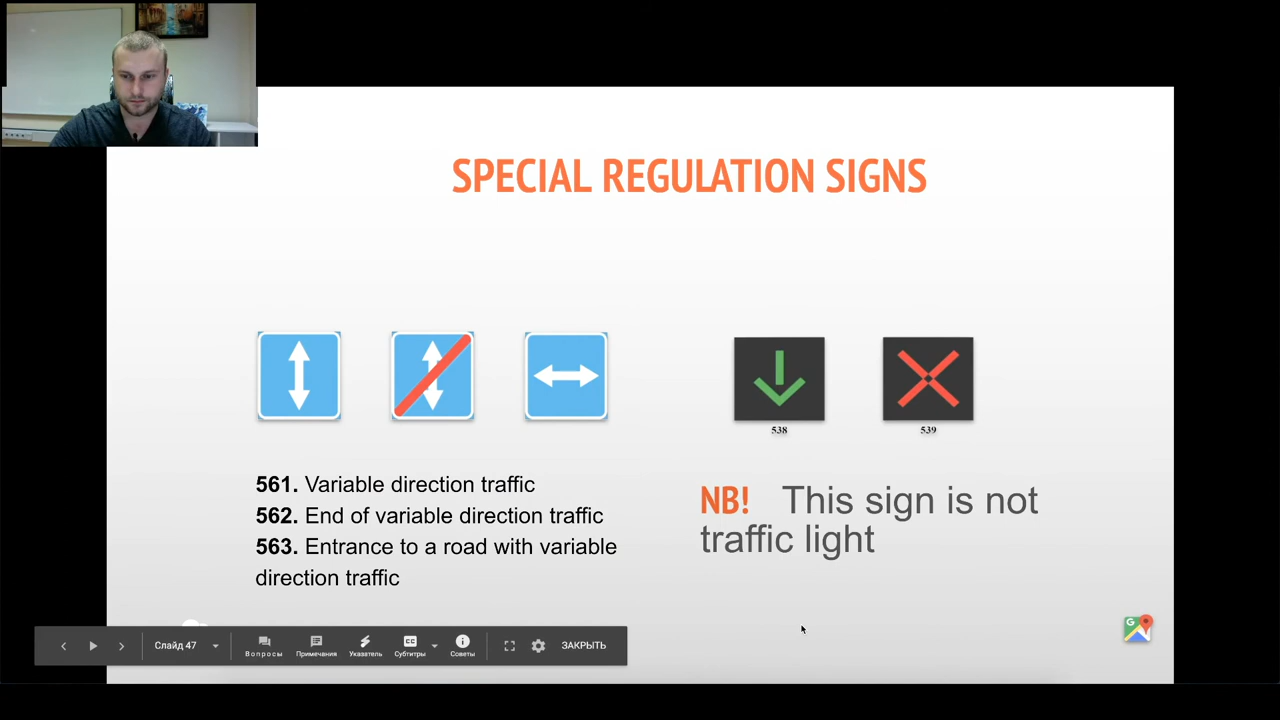 SPECIAL REGULATION SIGNS
538
539
561. Variable direction traffic
562. End of variable direction traffic
563. Entrance to a road with variable
direction traffic
NB! This sign is not
traffic light
Слайд 47
Вопросы
Примечания
Указатель
CC
Субтитры
Советы
ЗАКРЫТЬ
G